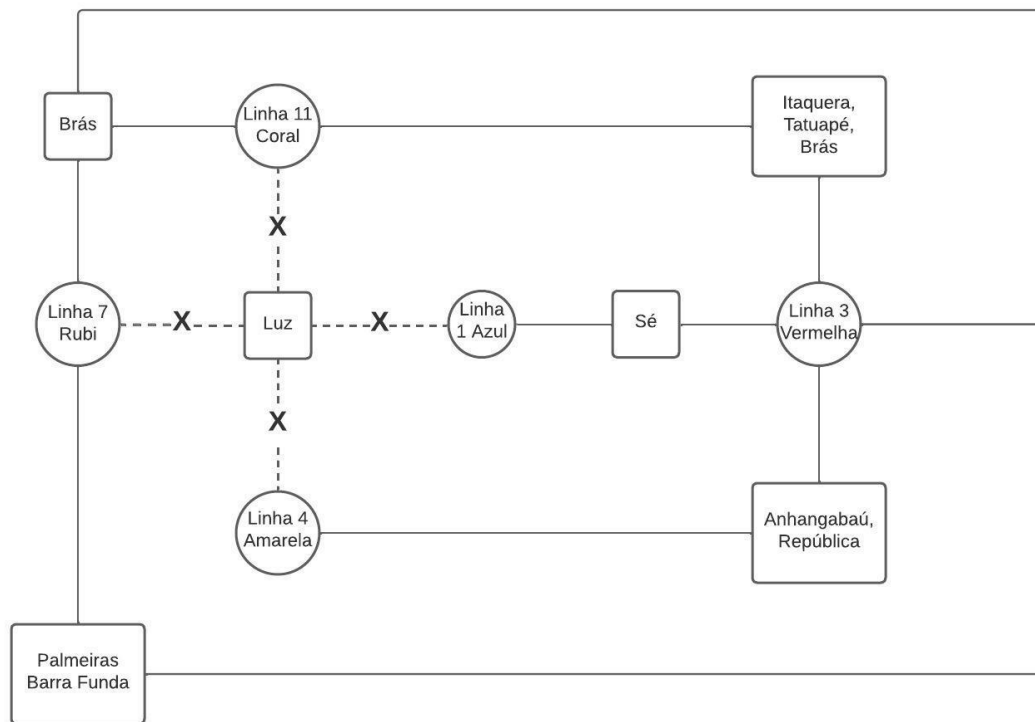 Brás
Linha 11
Coral
Itaquera,
Tatuapé,
Brás
X
Linha 7
Rubi
X
Luz
X
Linha
1 Azul
Sé
Linha 3
Vermelha
X
Linha 4
Amarela
Anhangabaú,
República
Palmeiras
Barra Funda